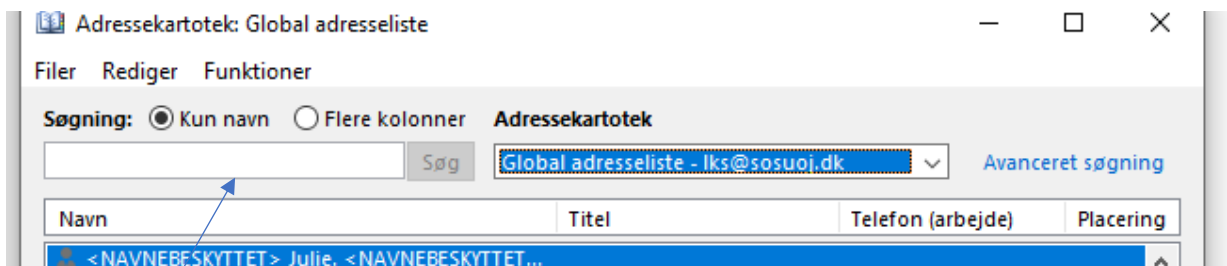 Adressekartotek: Global adresseliste
Filer Rediger Funktioner
Søgning: Kun navn Flere kolonner Adressekartotek
Søg Global adresseliste - lks@sosuoj.dk Avanceret søgning
Navn Titel Telefon (arbejde) Placering
<NAVNEBESKYTTET> Julie, <NAVNEBESKYTTET...